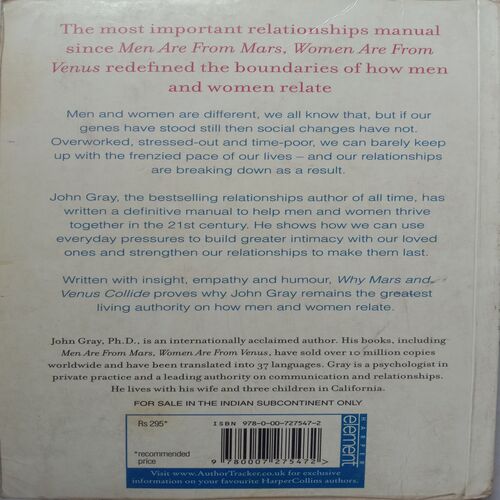 The most important relationships manual
since Men Are From Mars, Women Are From
Venus redefined the boundaries of how men
and women relate
Men and women are different, we all know that, but if our
genes have stood still then social changes have not.
Overworked, stressed-out and time-poor, we can barely keep
up with the frenzied pace of our lives – and our relationships
are breaking down as a result.
John Gray, the bestselling relationships author of all time, has
written a definitive manual to help men and women thrive
together in the 21st century. He shows how we can use
everyday pressures to build greater intimacy with our loved
ones and strengthen our relationships to make them last.
Written with insight, empathy and humour, Why Mars and
Venus Collide proves why John Gray remains the greatest
living authority on how men and women relate.
John Gray, Ph.D., is an internationally acclaimed author. His books, including
Men Are From Mars, Women Are From Venus, have sold over 10 million copies
worldwide and have been translated into 37 languages. Gray is a psychologist in
private practice and a leading authority on communication and relationships.
He lives with his wife and three children in California.
FOR SALE IN THE INDIAN SUBCONTINENT ONLY
Rs 295*
*recommended
price
ISBN 978-0-00-727547-2
9 780007 275472 >
HARPER
element
Visit www.AuthorTracker.co.uk for exclusive
information on your favourite HarperCollins authors.